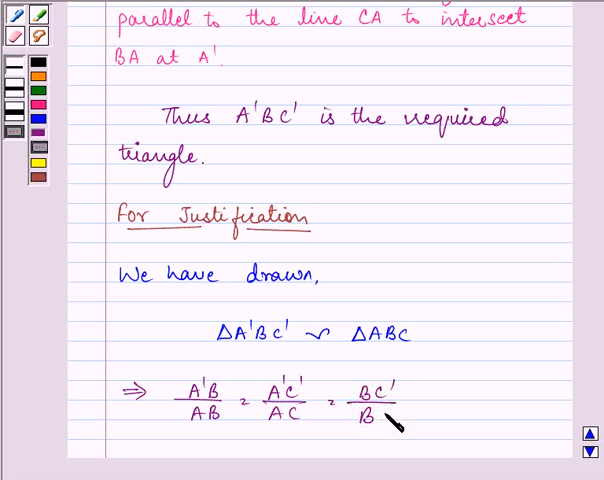 parallel to the line CA to intersect
BA at A'.
Thus A'BC' is the required
triangle.
For Justification
We have drawn,
ΔA'BC' ∽ ΔABC
⇒ A'B/AB = A'C'/AC = BC'/B